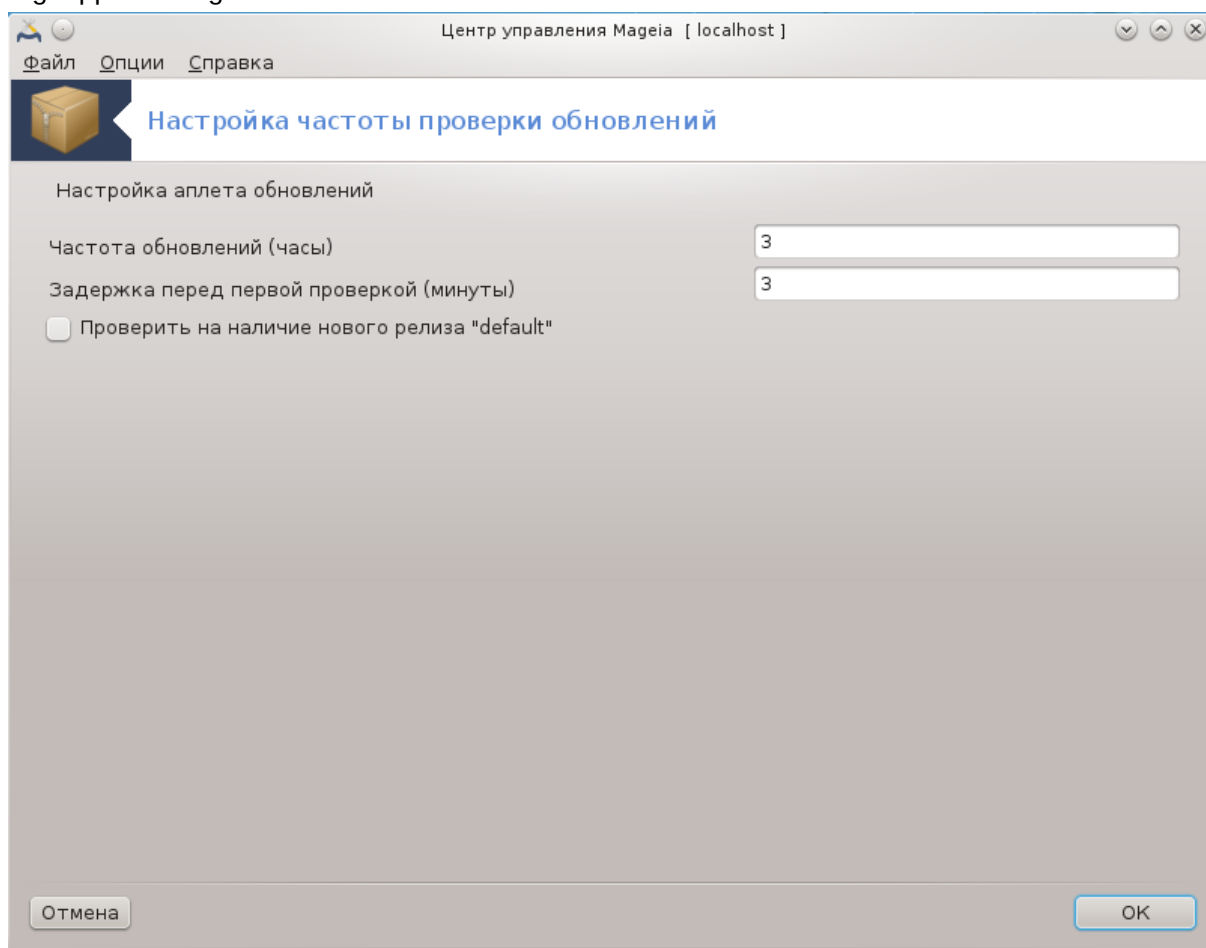 Центр управления Mageia [ localhost ]
Файл Опции Справка
Настройка частоты проверки обновлений
Настройка аплета обновлений
Частота обновлений (часы) 3
Задержка перед первой проверкой (минуты) 3
Проверить на наличие нового релиза "default"
Отмена OK